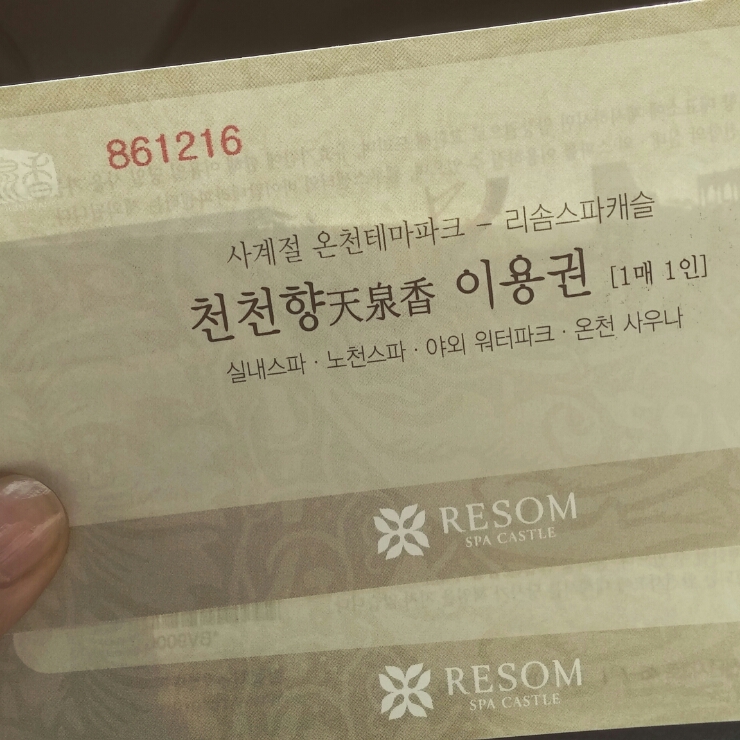 861216
사계절 온천테마파크 - 리솜스파캐슬
천천향天泉香 이용권 [1매 1인]
실내스파 · 노천스파 · 야외 워터파크 · 온천 사우나
RESOM
SPA CASTLE
RESOM
SPA CASTLE